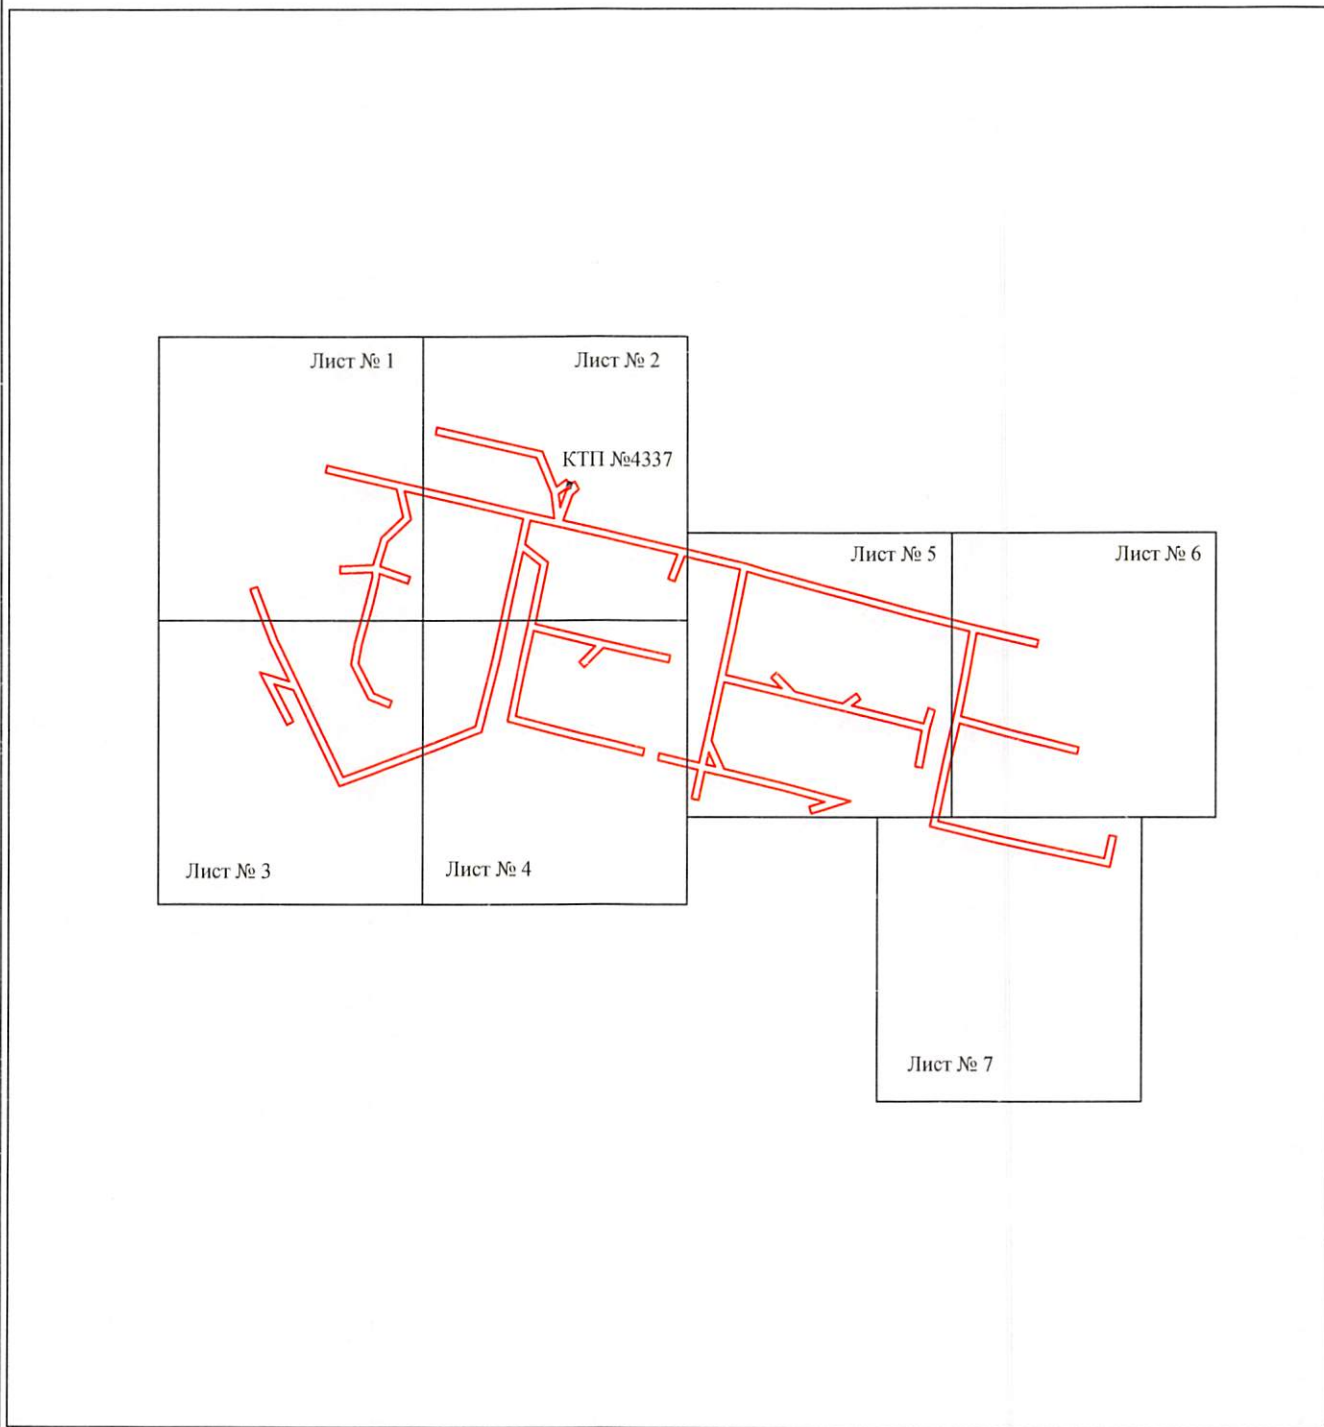 Лист № 1
Лист № 2
КТП №4337
Лист № 5
Лист № 6
Лист № 3
Лист № 4
Лист № 7